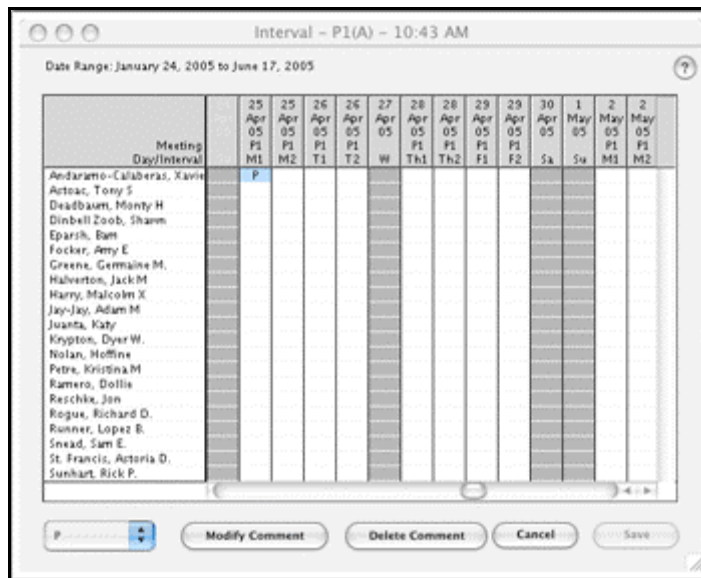 Interval – P1(A) – 10:43 AM
Date Range: January 24, 2005 to June 17, 2005
?
25 25 26 26 27 28 28 29 29 30 1 2 2
Apr Apr Apr Apr Apr Apr Apr Apr Apr Apr May May May
05 05 05 05 05 05 05 05 05 05 05 05 05
Meeting P1 P1 P1 P1 P1 P1 P1 P1 P1 P1
Day/Interval M1 M2 T1 T2 W Th1 Th2 F1 F2 Sa Su M1 M2
Andaramo-Calaberas, Xavie P
Astoac, Tony S
Deadbaum, Monty H
Dinbell Zoob, Sharm
Eparsh, Bam
Focker, Amy E
Greene, Germaine M.
Halverton, Jack M
Harry, Malcolm X
Jay-Jay, Adam M
Juanta, Katy
Krypton, Dyer W.
Nolan, Hoffine
Petre, Kristina M
Ramero, Dollie
Reschke, Jon
Rogue, Richard D.
Runner, Lopez B.
Snead, Sam E.
St. Francis, Astoria D.
Sunhart, Rick P.
P Modify Comment Delete Comment Cancel Save